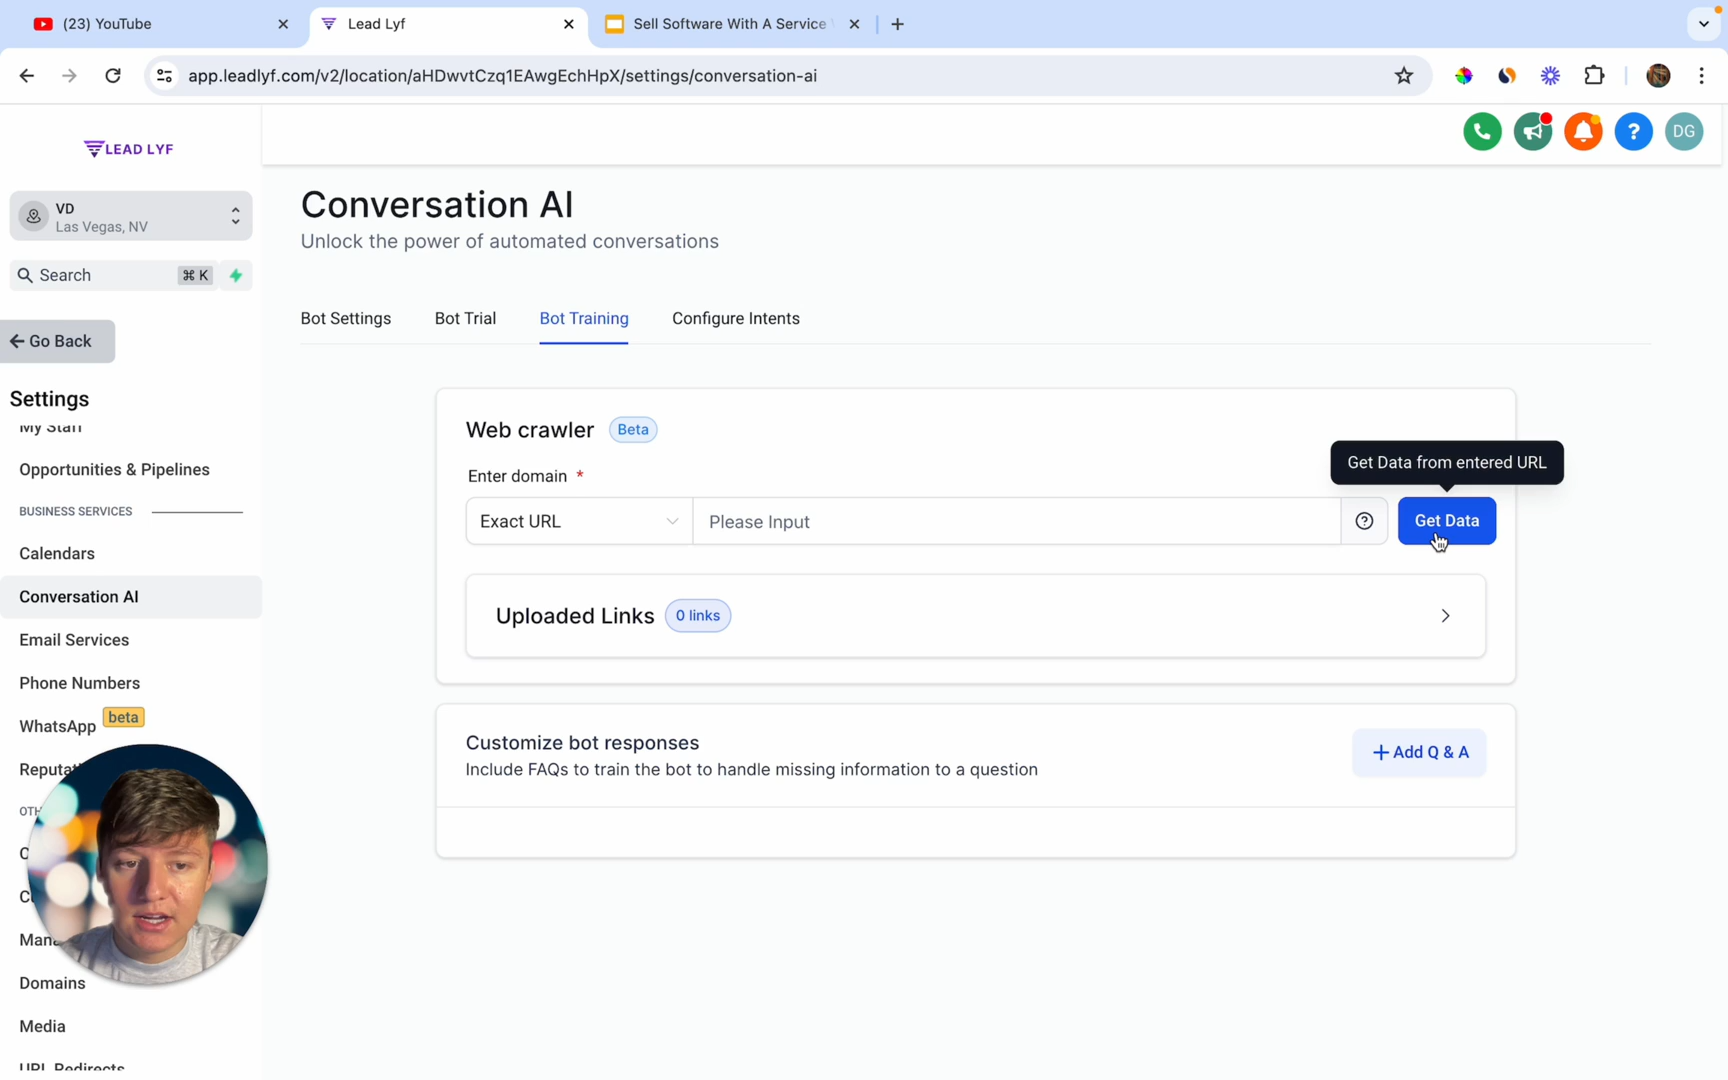 (23) YouTube
Lead Lyf
Sell Software With A Service
app.leadlyf.com/v2/location/aHDwvtCzq1EAwgEchHpX/settings/conversation-ai
LEAD LYF
DG
VD
Las Vegas, NV
Search
⌘ K
Go Back
Settings
My Staff
Opportunities & Pipelines
BUSINESS SERVICES
Calendars
Conversation AI
Email Services
Phone Numbers
WhatsApp beta
Domains
Media
URL Redirects
Conversation AI
Unlock the power of automated conversations
Bot Settings
Bot Trial
Bot Training
Configure Intents
Web crawler
Beta
Get Data from entered URL
Enter domain *
Exact URL
Please Input
Get Data
Uploaded Links
0 links
Customize bot responses
Include FAQs to train the bot to handle missing information to a question
+ Add Q & A